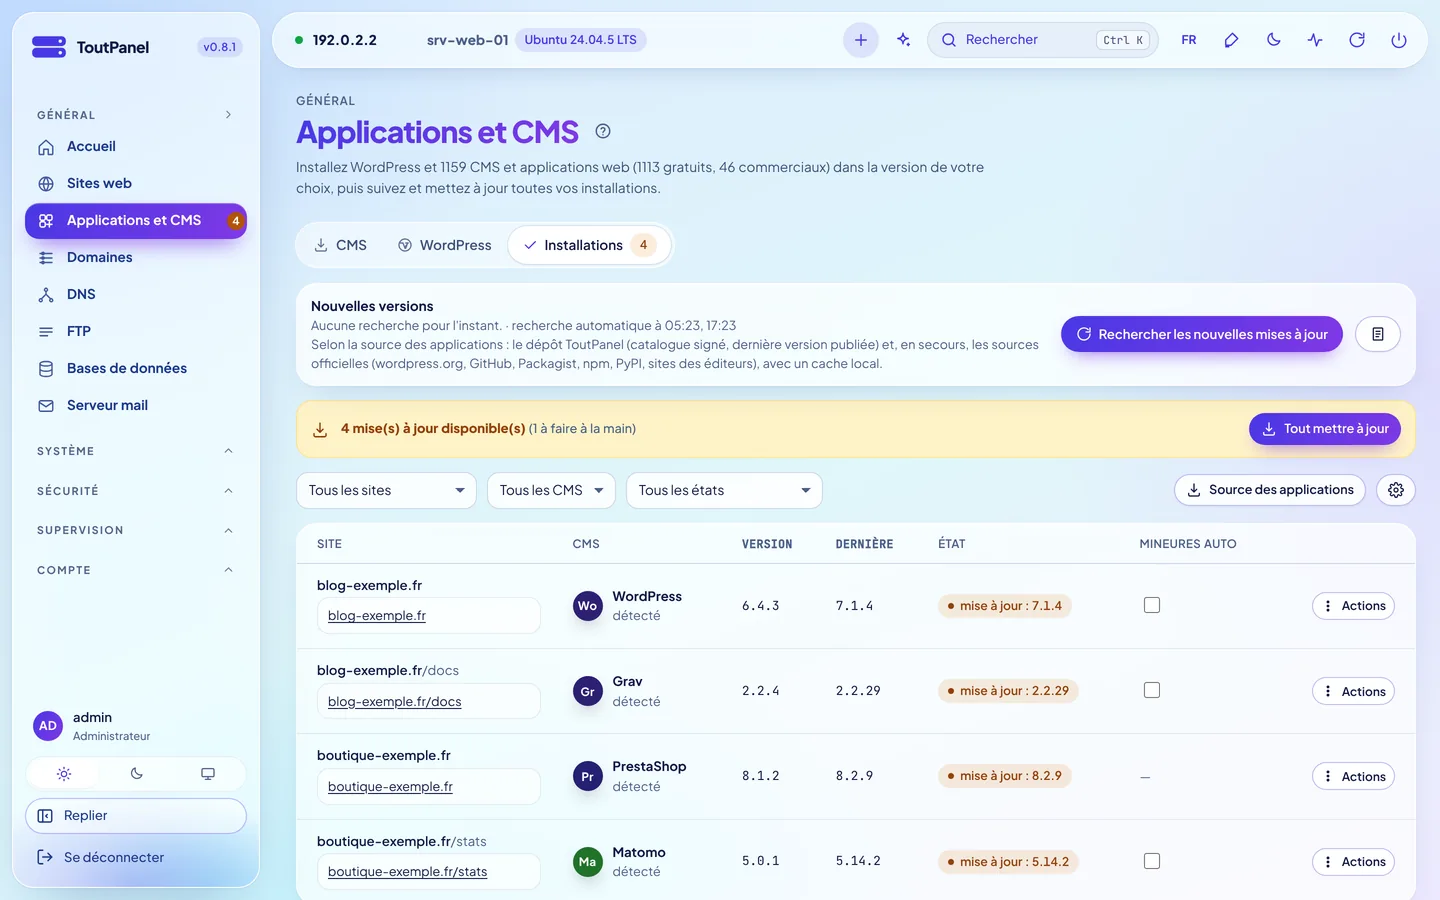 ToutPanel
v0.8.1
GÉNÉRAL
Accueil
Sites web
Applications et CMS
4
Domaines
DNS
FTP
Bases de données
Serveur mail
SYSTÈME
SÉCURITÉ
SUPERVISION
COMPTE
AD
admin
Administrateur
Replier
Se déconnecter
192.0.2.2
srv-web-01
Ubuntu 24.04.5 LTS
Rechercher
Ctrl K
FR
GÉNÉRAL
Applications et CMS
Installez WordPress et 1159 CMS et applications web (1113 gratuits, 46 commerciaux) dans la version de votre
choix, puis suivez et mettez à jour toutes vos installations.
CMS
WordPress
Installations
4
Nouvelles versions
Aucune recherche pour l'instant. · recherche automatique à 05:23, 17:23
Selon la source des applications : le dépôt ToutPanel (catalogue signé, dernière version publiée) et, en secours, les sources
officielles (wordpress.org, GitHub, Packagist, npm, PyPI, sites des éditeurs), avec un cache local.
Rechercher les nouvelles mises à jour
4 mise(s) à jour disponible(s) (1 à faire à la main)
Tout mettre à jour
Tous les sites
Tous les CMS
Tous les états
Source des applications
SITE CMS VERSION DERNIÈRE ÉTAT MINEURES AUTO
blog-exemple.fr
blog-exemple.fr
Wo
WordPress
détecté
6.4.3
7.1.4
mise à jour : 7.1.4
Actions
blog-exemple.fr/docs
blog-exemple.fr/docs
Gr
Grav
détecté
2.2.4
2.2.29
mise à jour : 2.2.29
Actions
boutique-exemple.fr
boutique-exemple.fr
Pr
PrestaShop
détecté
8.1.2
8.2.9
mise à jour : 8.2.9
—
Actions
boutique-exemple.fr/stats
boutique-exemple.fr/stats
Ma
Matomo
détecté
5.0.1
5.14.2
mise à jour : 5.14.2
Actions